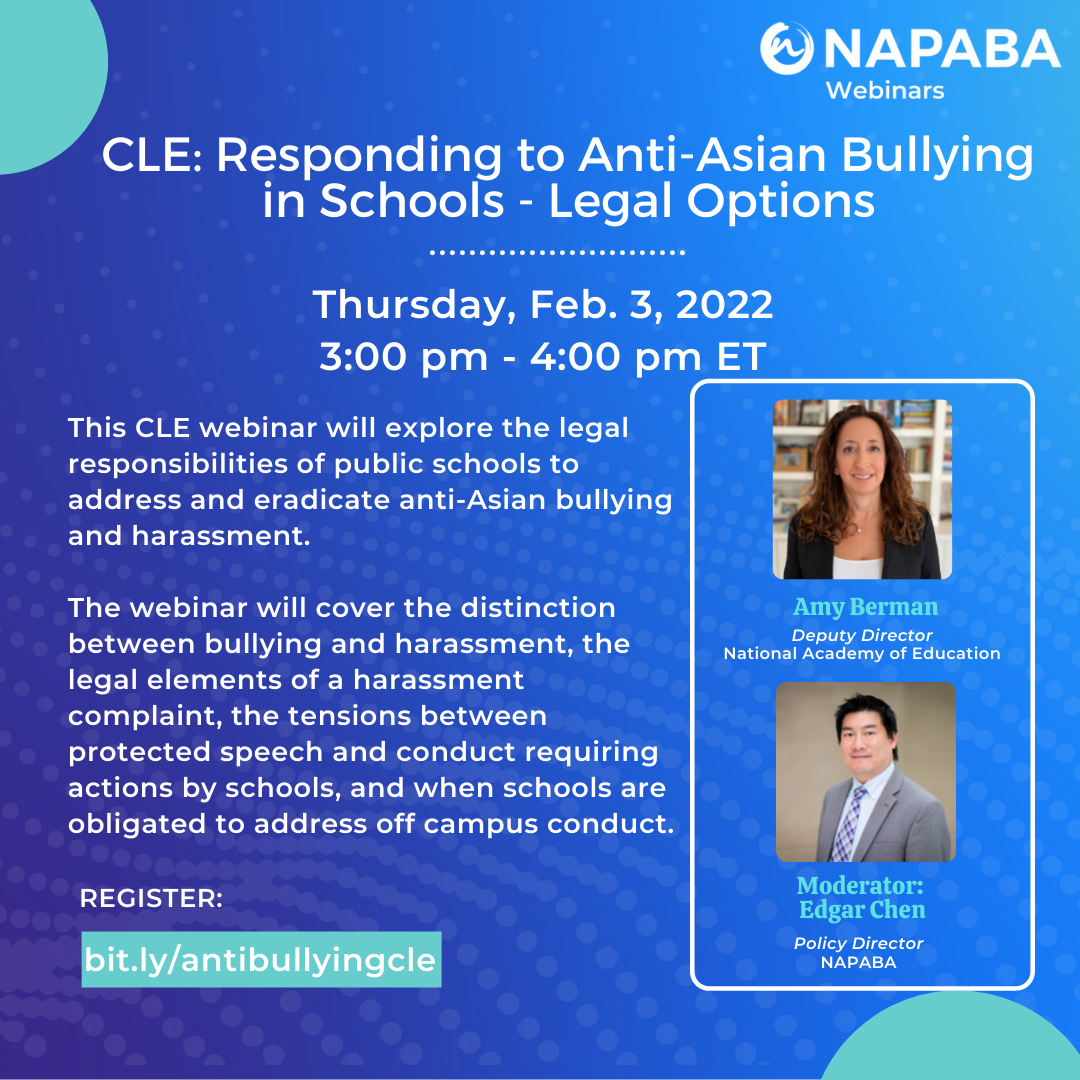 NAPABA
Webinars
CLE: Responding to Anti-Asian Bullying
in Schools - Legal Options
Thursday, Feb. 3, 2022
3:00 pm - 4:00 pm ET
This CLE webinar will explore the legal
responsibilities of public schools to
address and eradicate anti-Asian bullying
and harassment.
The webinar will cover the distinction
between bullying and harassment, the
legal elements of a harassment
complaint, the tensions between
protected speech and conduct requiring
actions by schools, and when schools are
obligated to address off campus conduct.
REGISTER:
bit.ly/antibullyingcle
Amy Berman
Deputy Director
National Academy of Education
Moderator:
Edgar Chen
Policy Director
NAPABA